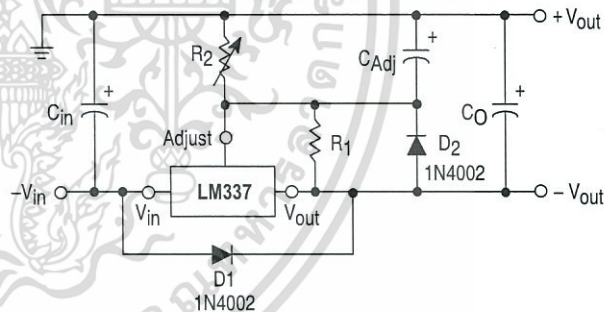 +Vout
R2
CAdj
+
+
+
Cin
CO
Adjust
R1
D2
1N4002
−Vin
LM337
− Vout
Vin
Vout
D1
1N4002